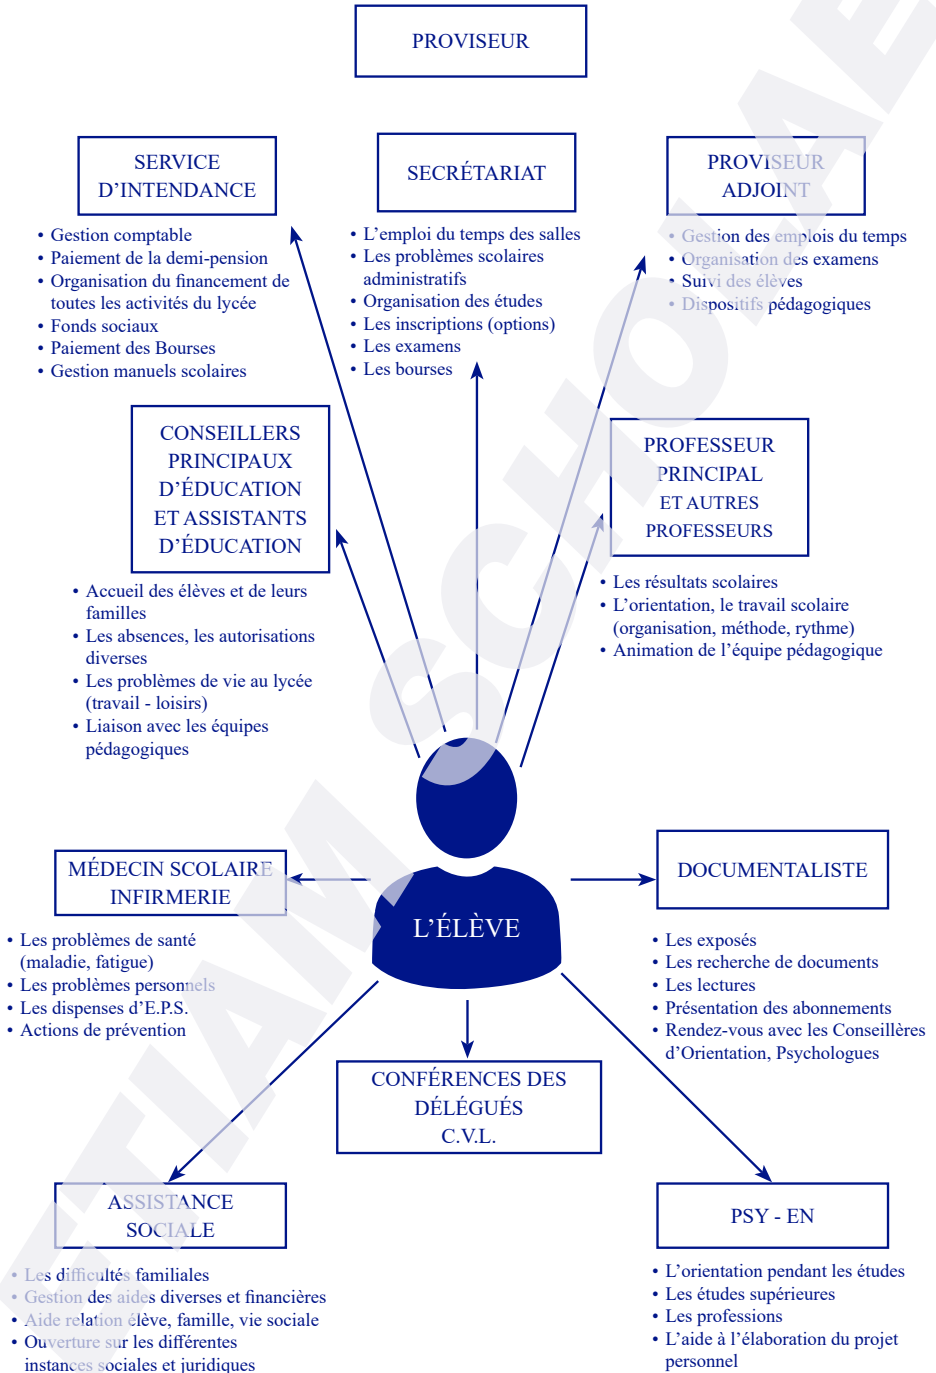 PROVISEUR
SERVICE
D'INTENDANCE
• Gestion comptable
• Paiement de la demi-pension
• Organisation du financement de
toutes les activités du lycée
• Fonds sociaux
• Paiement des Bourses
• Gestion manuels scolaires
SECRÉTARIAT
• L'emploi du temps des salles
• Les problèmes scolaires
administratifs
• Organisation des études
• Les inscriptions (options)
• Les examens
• Les bourses
PROVISEUR
ADJOINT
• Gestion des emplois du temps
• Organisation des examens
• Suivi des élèves
• Dispositifs pédagogiques
CONSEILLERS
PRINCIPAUX
D'ÉDUCATION
ET ASSISTANTS
D'ÉDUCATION
• Accueil des élèves et de leurs
familles
• Les absences, les autorisations
diverses
• Les problèmes de vie au lycée
(travail - loisirs)
• Liaison avec les équipes
pédagogiques
PROFESSEUR
PRINCIPAL
ET AUTRES
PROFESSEURS
• Les résultats scolaires
• L'orientation, le travail scolaire
(organisation, méthode, rythme)
• Animation de l'équipe pédagogique
L'ÉLÈVE
MÉDECIN SCOLAIRE
INFIRMERIE
• Les problèmes de santé
(maladie, fatigue)
• Les problèmes personnels
• Les dispenses d'E.P.S.
• Actions de prévention
DOCUMENTALISTE
• Les exposés
• Les recherche de documents
• Les lectures
• Présentation des abonnements
• Rendez-vous avec les Conseillères
d'Orientation, Psychologues
CONFÉRENCES DES
DÉLÉGUÉS
C.V.L.
ASSISTANCE
SOCIALE
• Les difficultés familiales
• Gestion des aides diverses et financières
• Aide relation élève, famille, vie sociale
• Ouverture sur les différentes
instances sociales et juridiques
PSY - EN
• L'orientation pendant les études
• Les études supérieures
• Les professions
• L'aide à l'élaboration du projet
personnel
ETIAM SCHOLAE